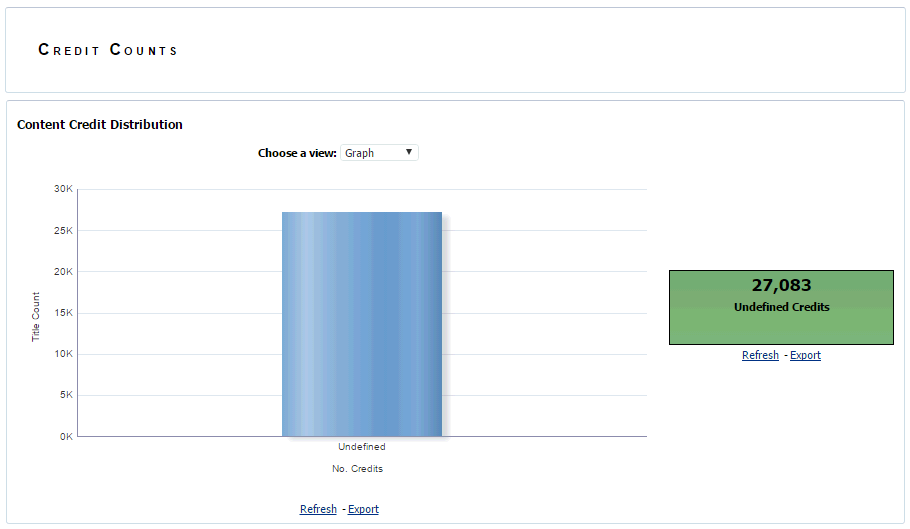 Credit Counts
Content Credit Distribution
Choose a view: Graph
30K
25K
20K
15K
10K
5K
0K
Title Count
Undefined
No. Credits
Refresh - Export
27,083
Undefined Credits
Refresh - Export